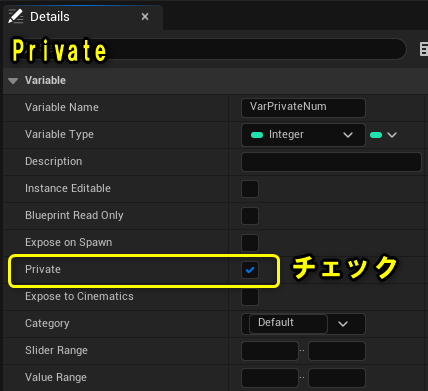 Details ×
Private
Variable
Variable Name VarPrivateNum
Variable Type Integer
Description
Instance Editable
Blueprint Read Only
Expose on Spawn
Private チェック
Expose to Cinematics
Category Default
Slider Range ..
Value Range ..